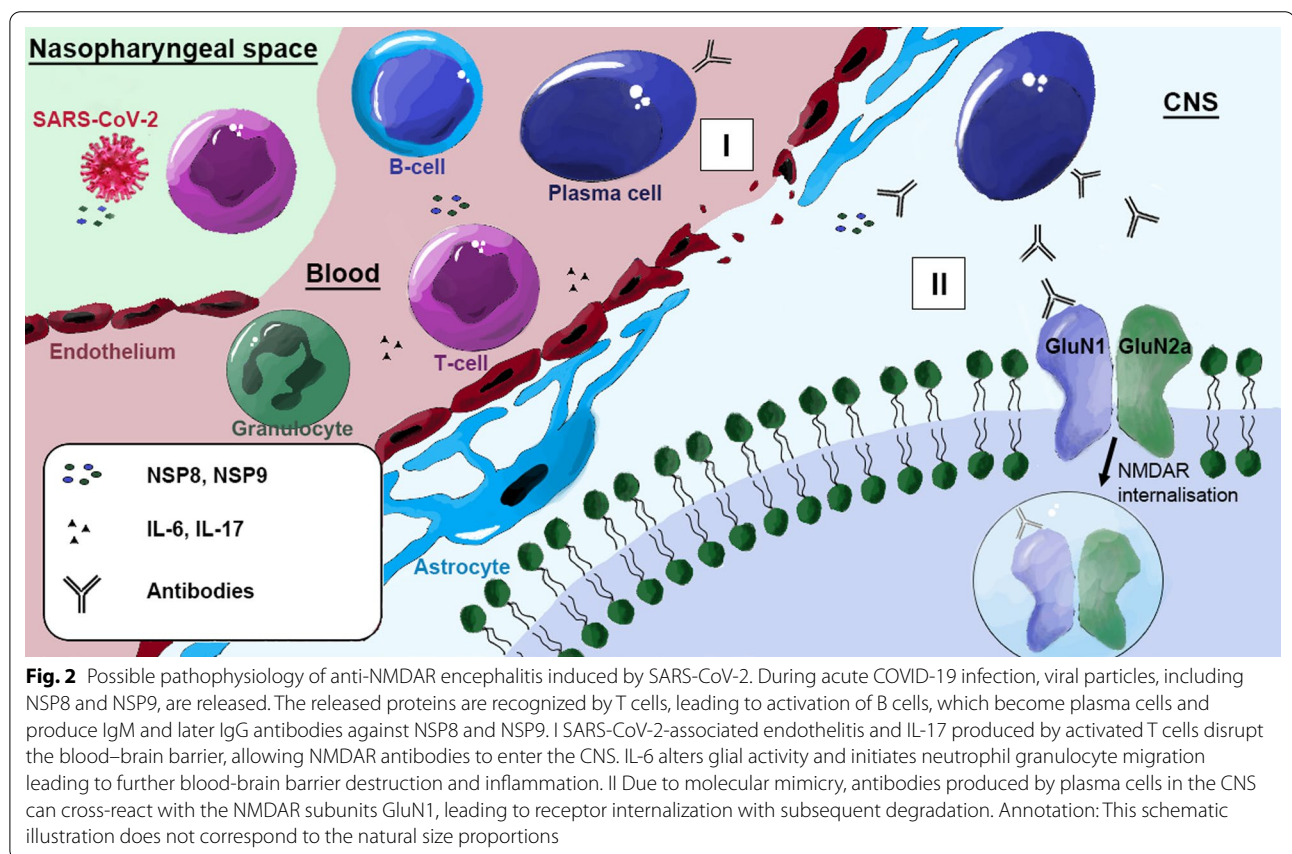 Nasopharyngeal space
SARS-CoV-2
B-cell
Plasma cell
I
CNS
II
Blood
T-cell
Endothelium
Granulocyte
GluN1
GluN2a
NMDAR
internalisation
Astrocyte
NSP8, NSP9
IL-6, IL-17
Antibodies
Fig. 2 Possible pathophysiology of anti-NMDAR encephalitis induced by SARS-CoV-2. During acute COVID-19 infection, viral particles, including
NSP8 and NSP9, are released. The released proteins are recognized by T cells, leading to activation of B cells, which become plasma cells and
produce IgM and later IgG antibodies against NSP8 and NSP9. I SARS-CoV-2-associated endothelitis and IL-17 produced by activated T cells disrupt
the blood–brain barrier, allowing NMDAR antibodies to enter the CNS. IL-6 alters glial activity and initiates neutrophil granulocyte migration
leading to further blood-brain barrier destruction and inflammation. II Due to molecular mimicry, antibodies produced by plasma cells in the CNS
can cross-react with the NMDAR subunits GluN1, leading to receptor internalization with subsequent degradation. Annotation: This schematic
illustration does not correspond to the natural size proportions